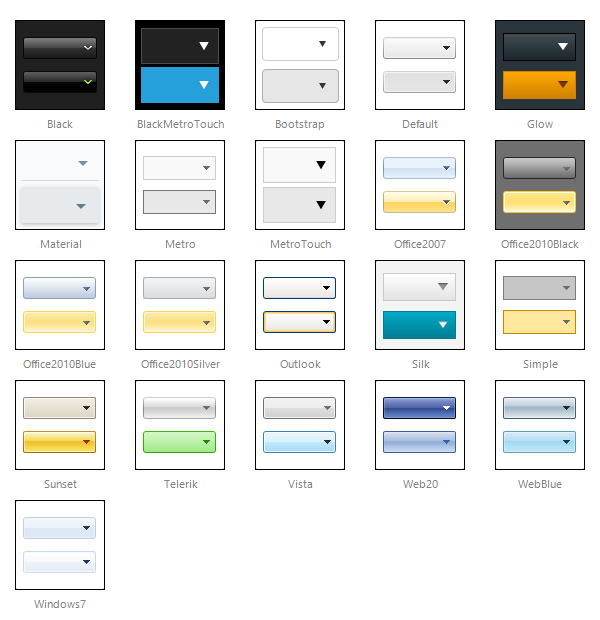 Black
BlackMetroTouch
Bootstrap
Default
Glow
Material
Metro
MetroTouch
Office2007
Office2010Black
Office2010Blue
Office2010Silver
Outlook
Silk
Simple
Sunset
Telerik
Vista
Web20
WebBlue
Windows7